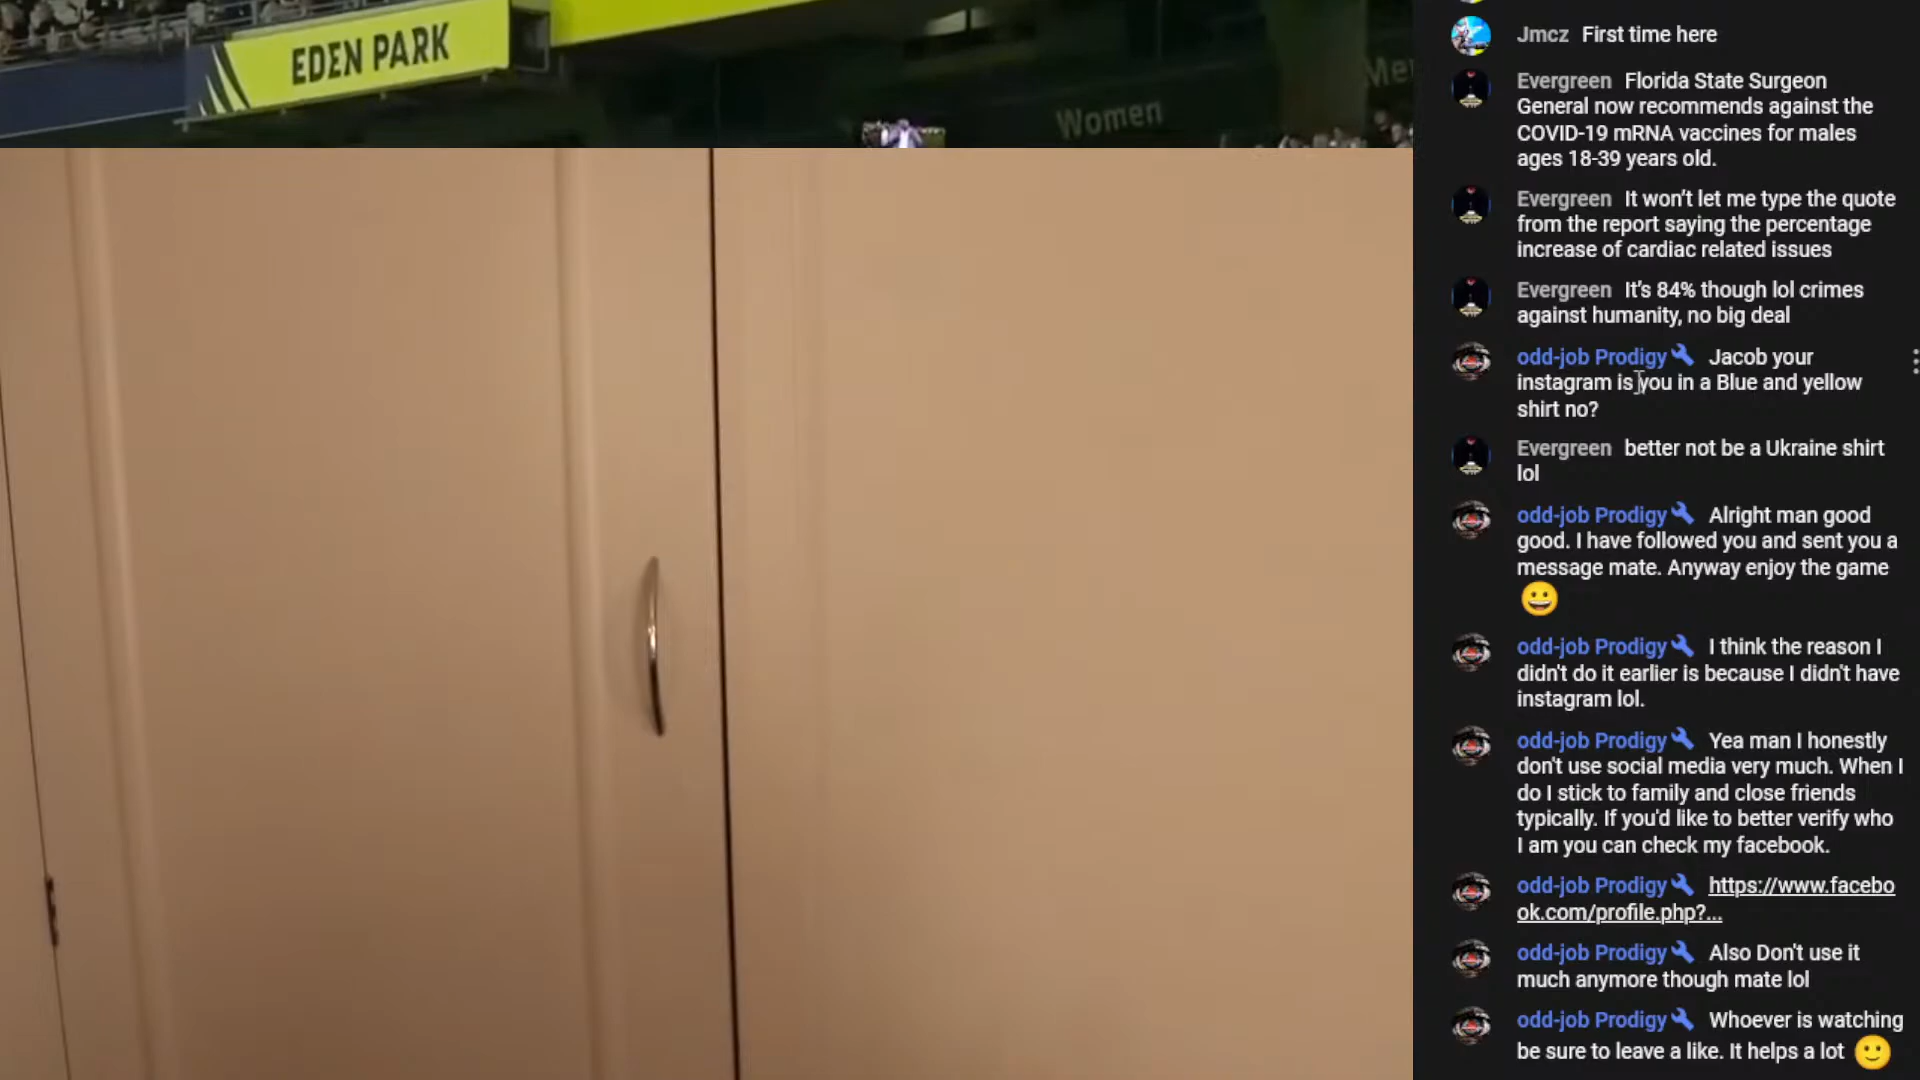 EDEN PARK
Women
Me
Jmcz First time here
Evergreen Florida State Surgeon
General now recommends against the
COVID-19 mRNA vaccines for males
ages 18-39 years old.
Evergreen It won't let me type the quote
from the report saying the percentage
increase of cardiac related issues
Evergreen It's 84% though lol crimes
against humanity, no big deal
odd-job Prodigy Jacob your
instagram is you in a Blue and yellow
shirt no?
Evergreen better not be a Ukraine shirt
lol
odd-job Prodigy Alright man good
good. I have followed you and sent you a
message mate. Anyway enjoy the game
😀
odd-job Prodigy I think the reason I
didn't do it earlier is because I didn't have
instagram lol.
odd-job Prodigy Yea man I honestly
don't use social media very much. When I
do I stick to family and close friends
typically. If you'd like to better verify who
I am you can check my facebook.
odd-job Prodigy https://www.facebo
ok.com/profile.php?...
odd-job Prodigy Also Don't use it
much anymore though mate lol
odd-job Prodigy Whoever is watching
be sure to leave a like. It helps a lot 🙂